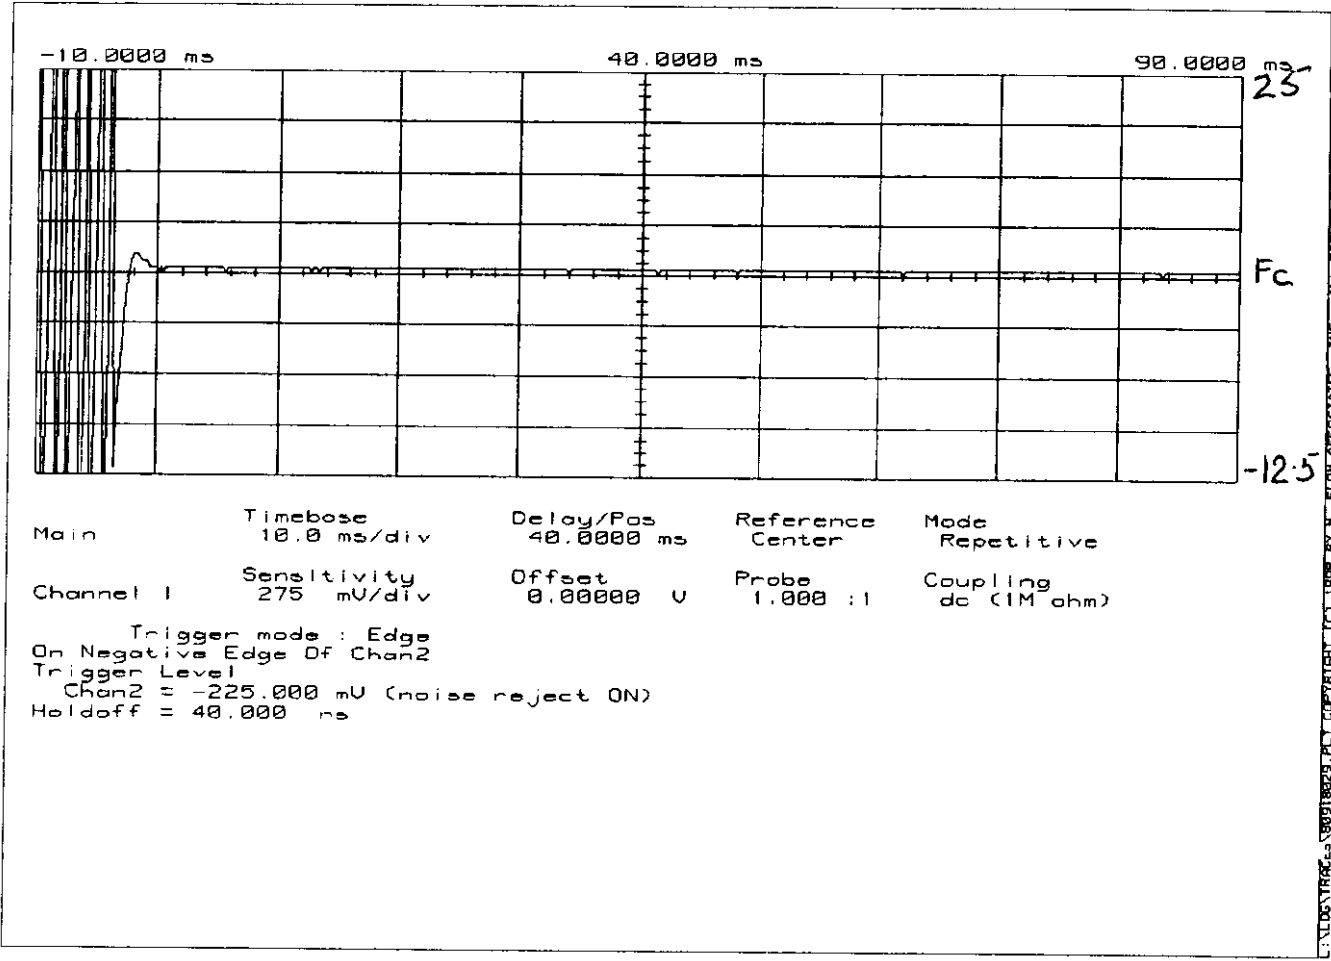 -10.0000 ms 40.0000 ms 90.0000 ms
25
Fc
-12.5
Main Timebase 10.0 ms/div Delay/Pos 40.0000 ms Reference Center Mode Repetitive
Channel 1 Sensitivity 275 mV/div Offset 0.00000 V Probe 1.000 :1 Coupling dc (1M ohm)
Trigger mode : Edge
On Negative Edge Of Chan2
Trigger Level
Chan2 = -225.000 mV (noise reject ON)
Holdoff = 40.000 ns
COPYRIGHT (c)